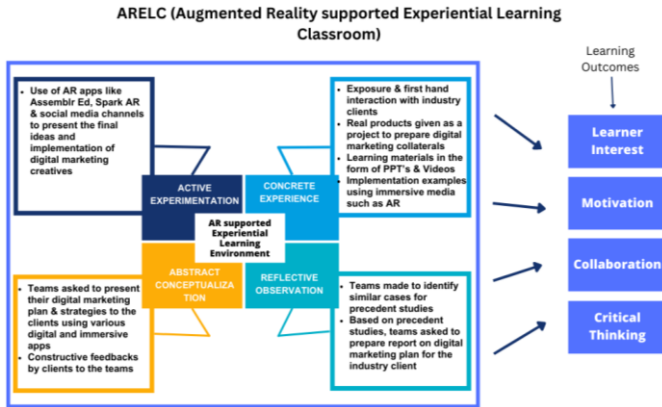 ARELC (Augmented Reality supported Experiential Learning
Classroom)
Learning
Outcomes
• Use of AR apps like
Assemblr Ed, Spark AR
& social media channels
to present the final
ideas and
implementation of
digital marketing
creatives
• Exposure & first hand
interaction with industry
clients
• Real products given as a
project to prepare digital
marketing collaterals
• Learning materials in the
form of PPT's & Videos
• Implementation examples
using immersive media
such as AR
ACTIVE
EXPERIMENTATION
CONCRETE
EXPERIENCE
AR supported
Experiential
Learning
Environment
ABSTRACT
CONCEPTUALIZA
TION
REFLECTIVE
OBSERVATION
• Teams asked to present
their digital marketing
plan & strategies to the
clients using various
digital and immersive
apps
• Constructive feedbacks
by clients to the teams
• Teams made to identify
similar cases for
precedent studies
• Based on precedent
studies, teams asked to
prepare report on digital
marketing plan for the
industry client
Learner
Interest
Motivation
Collaboration
Critical
Thinking